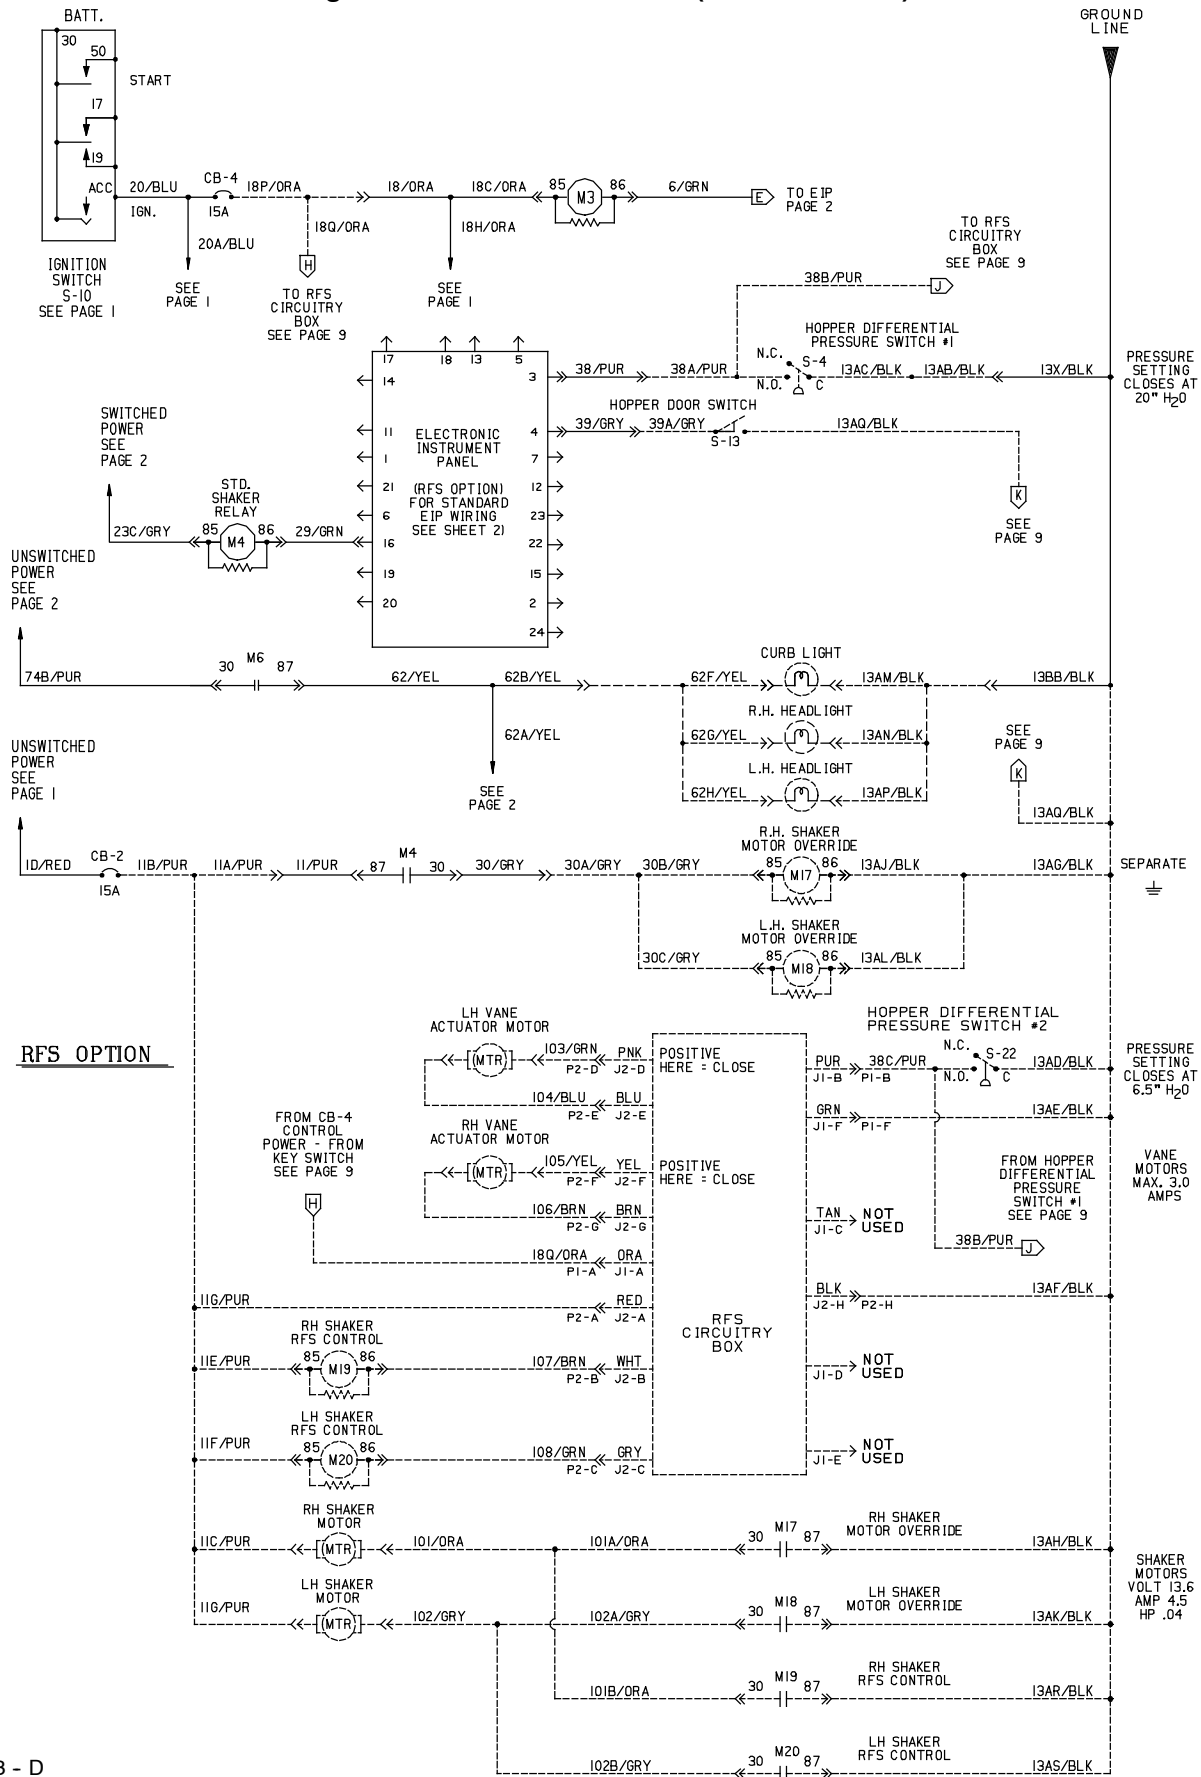 BATT.
30
50
START
17
19
ACC
20/BLU
IGN.
CB-4
15A
18P/ORA
18Q/ORA
18/ORA
18C/ORA
18H/ORA
85
M3
86
6/GRN
E
TO EIP
PAGE 2
GROUND
LINE
20A/BLU
IGNITION
SWITCH
S-10
SEE PAGE 1
SEE
PAGE 1
H
TO RFS
CIRCUITRY
BOX
SEE PAGE 9
SEE
PAGE 1
TO RFS
CIRCUITRY
BOX
SEE PAGE 9
38B/PUR
J
HOPPER DIFFERENTIAL
PRESSURE SWITCH #1
N.C.
S-4
N.O.
C
38/PUR
38A/PUR
13AC/BLK
13AB/BLK
13X/BLK
PRESSURE
SETTING
CLOSES AT
20" H2O
HOPPER DOOR SWITCH
39/GRY
39A/GRY
S-13
13AQ/BLK
K
SEE
PAGE 9
17
18
13
5
14
3
11
4
1
7
21
12
6
23
16
22
19
15
20
2
24
ELECTRONIC
INSTRUMENT
PANEL
(RFS OPTION)
FOR STANDARD
EIP WIRING
SEE SHEET 2)
SWITCHED
POWER
SEE
PAGE 2
STD.
SHAKER
RELAY
23C/GRY
85
M4
86
29/GRN
UNSWITCHED
POWER
SEE
PAGE 2
74B/PUR
30
M6
87
62/YEL
62B/YEL
62A/YEL
SEE
PAGE 2
CURB LIGHT
62F/YEL
13AM/BLK
13BB/BLK
R.H. HEADLIGHT
62G/YEL
13AN/BLK
L.H. HEADLIGHT
62H/YEL
13AP/BLK
SEE
PAGE 9
K
13AQ/BLK
UNSWITCHED
POWER
SEE
PAGE 1
1D/RED
CB-2
15A
11B/PUR
11A/PUR
11/PUR
87
M4
30
30/GRY
30A/GRY
30B/GRY
R.H. SHAKER
MOTOR OVERRIDE
85
M17
86
13AJ/BLK
13AG/BLK
SEPARATE
L.H. SHAKER
MOTOR OVERRIDE
30C/GRY
85
M18
86
13AL/BLK
RFS OPTION
LH VANE
ACTUATOR MOTOR
MTR
103/GRN
PNK
P2-D
J2-D
POSITIVE
HERE = CLOSE
104/BLU
BLU
P2-E
J2-E
RH VANE
ACTUATOR MOTOR
MTR
105/YEL
YEL
P2-F
J2-F
POSITIVE
HERE = CLOSE
106/BRN
BRN
P2-G
J2-G
FROM CB-4
CONTROL
POWER - FROM
KEY SWITCH
SEE PAGE 9
H
18Q/ORA
ORA
P1-A
J1-A
11G/PUR
RED
P2-A
J2-A
RH SHAKER
RFS CONTROL
11E/PUR
85
M19
86
107/BRN
WHT
P2-B
J2-B
LH SHAKER
RFS CONTROL
11F/PUR
85
M20
86
108/GRN
GRY
P2-C
J2-C
RFS
CIRCUITRY
BOX
HOPPER DIFFERENTIAL
PRESSURE SWITCH #2
PUR
38C/PUR
J1-B
P1-B
N.C.
S-22
N.O.
C
13AD/BLK
PRESSURE
SETTING
CLOSES AT
6.5" H2O
GRN
J1-F
P1-F
13AE/BLK
VANE
MOTORS
MAX. 3.0
AMPS
FROM HOPPER
DIFFERENTIAL
PRESSURE
SWITCH #1
SEE PAGE 9
38B/PUR
J
TAN
J1-C
NOT
USED
BLK
J2-H
P2-H
13AF/BLK
J1-D
NOT
USED
J1-E
NOT
USED
RH SHAKER
MOTOR
11C/PUR
MTR
101/ORA
101A/ORA
30
M17
87
RH SHAKER
MOTOR OVERRIDE
13AH/BLK
LH SHAKER
MOTOR
11G/PUR
MTR
102/GRY
102A/GRY
30
M18
87
LH SHAKER
MOTOR OVERRIDE
13AK/BLK
SHAKER
MOTORS
VOLT 13.6
AMP 4.5
HP .04
101B/ORA
30
M19
87
RH SHAKER
RFS CONTROL
13AR/BLK
102B/GRY
30
M20
87
LH SHAKER
RFS CONTROL
13AS/BLK
- D